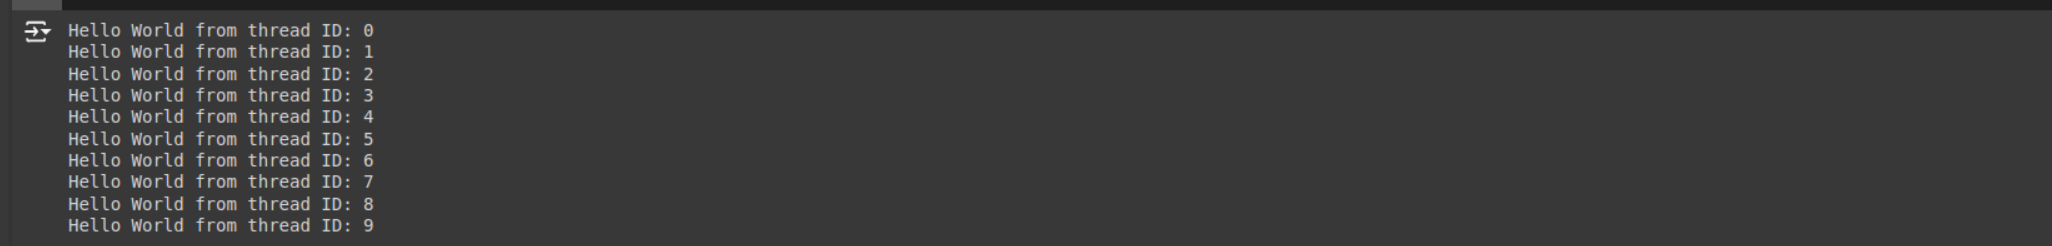 Hello World from thread ID: 0
Hello World from thread ID: 1
Hello World from thread ID: 2
Hello World from thread ID: 3
Hello World from thread ID: 4
Hello World from thread ID: 5
Hello World from thread ID: 6
Hello World from thread ID: 7
Hello World from thread ID: 8
Hello World from thread ID: 9